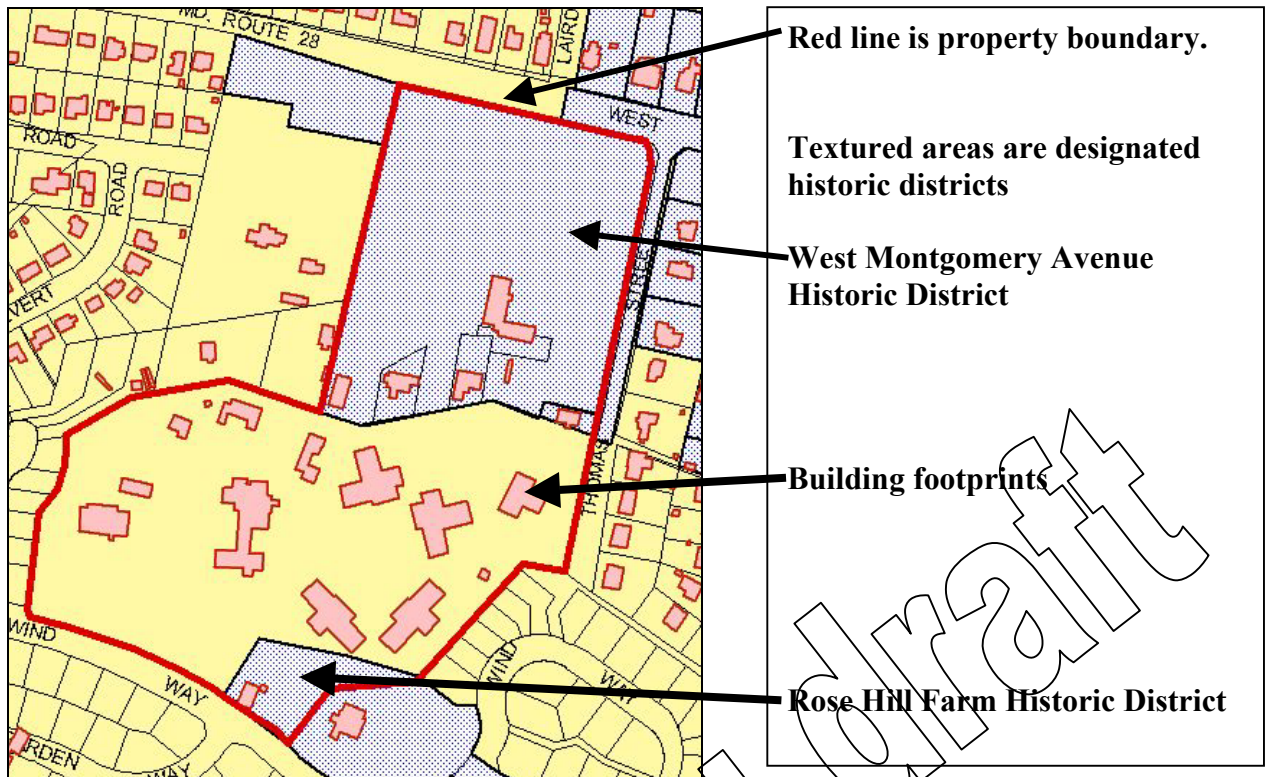 MD. ROUTE 28
LAIRD
WEST
ROAD
ROAD
VERT
STREE
THOMAS
WIND
WAY
WIND
WAY
ARDEN
WAY
Red line is property boundary.
Textured areas are designated
historic districts
West Montgomery Avenue
Historic District
Building footprints
Rose Hill Farm Historic District
draft